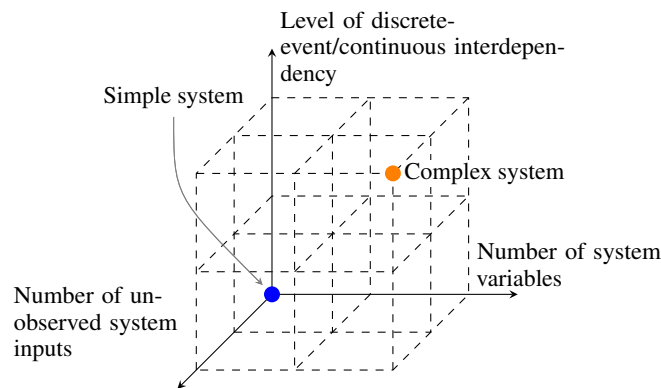 Level of discrete-
event/continuous interdepen-
dency
Simple system
Complex system
Number of system
variables
Number of un-
observed system
inputs